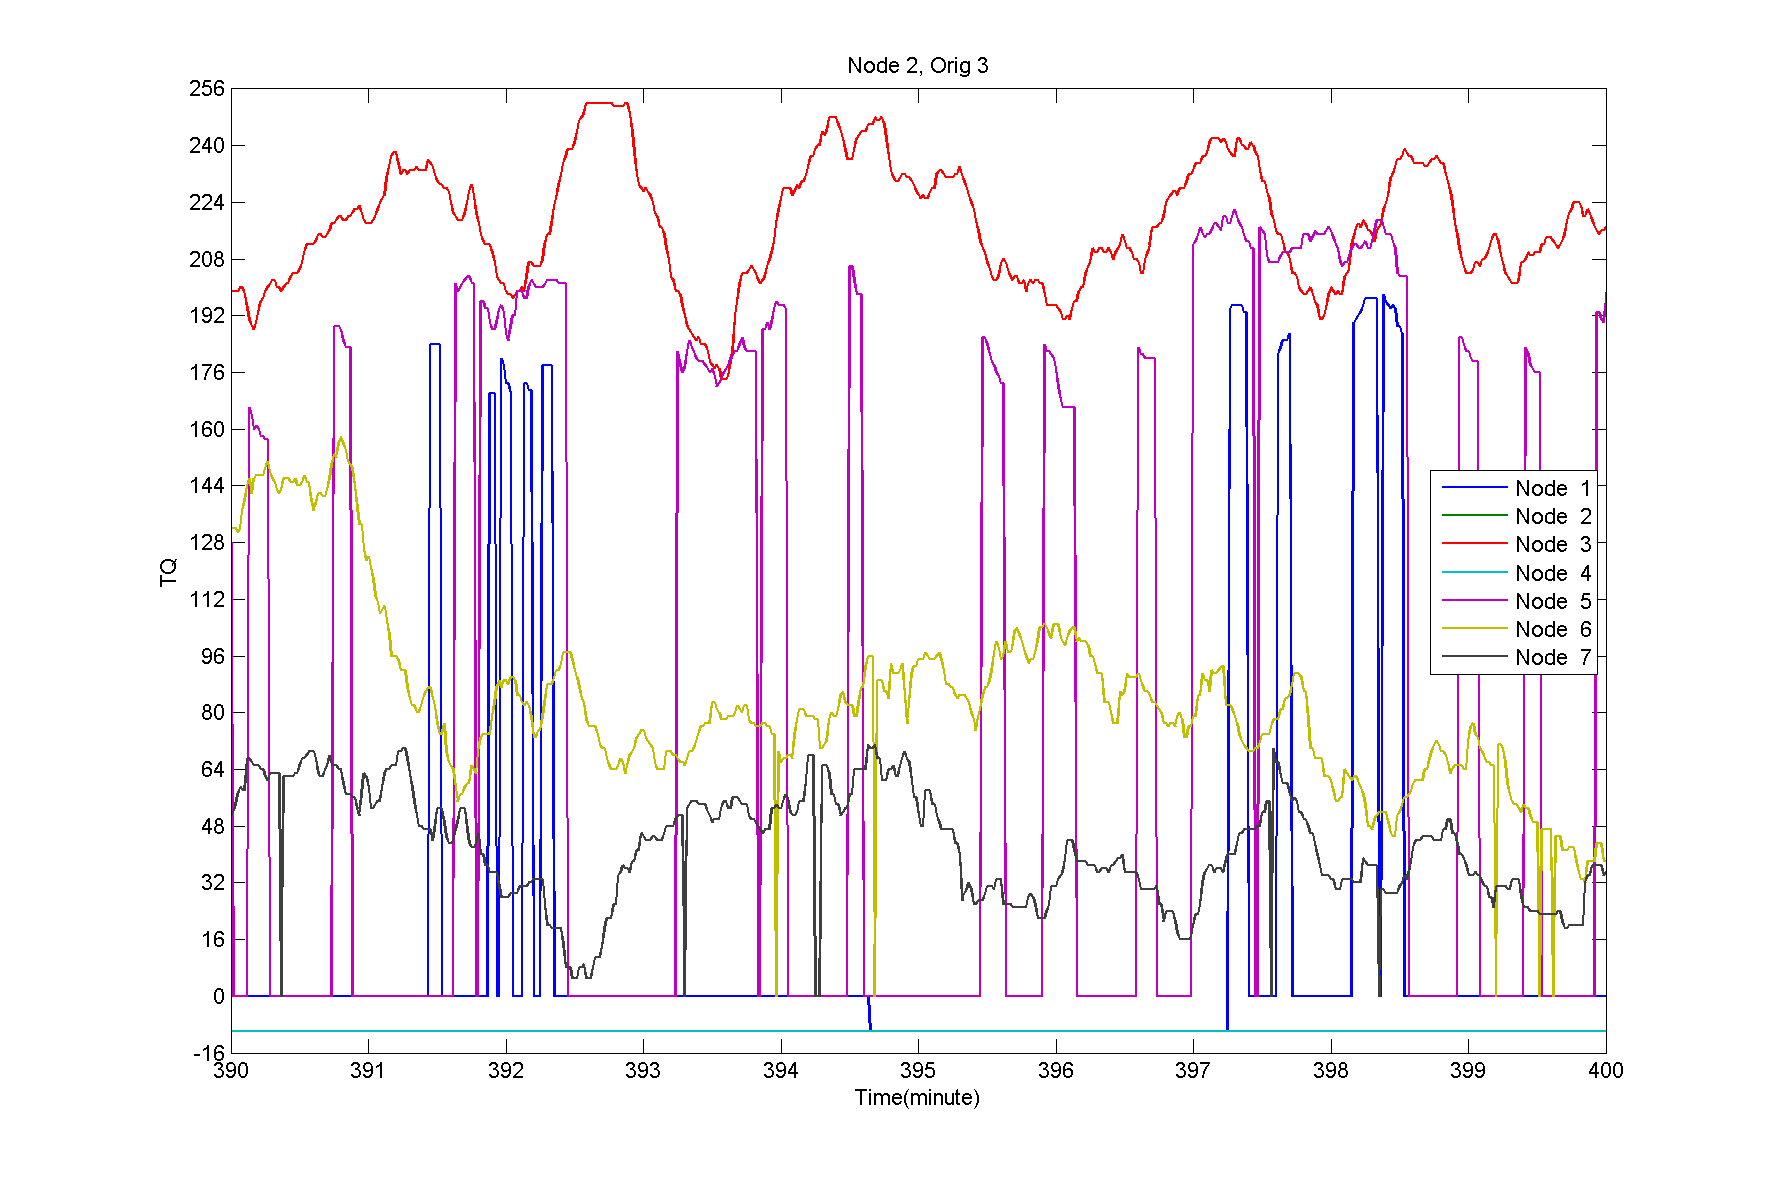 Node 2, Orig 3
256
240
224
208
192
176
160
144
128
112
96
80
64
48
32
16
0
-16
TQ
Node 1
Node 2
Node 3
Node 4
Node 5
Node 6
Node 7
390 391 392 393 394 395 396 397 398 399 400
Time(minute)